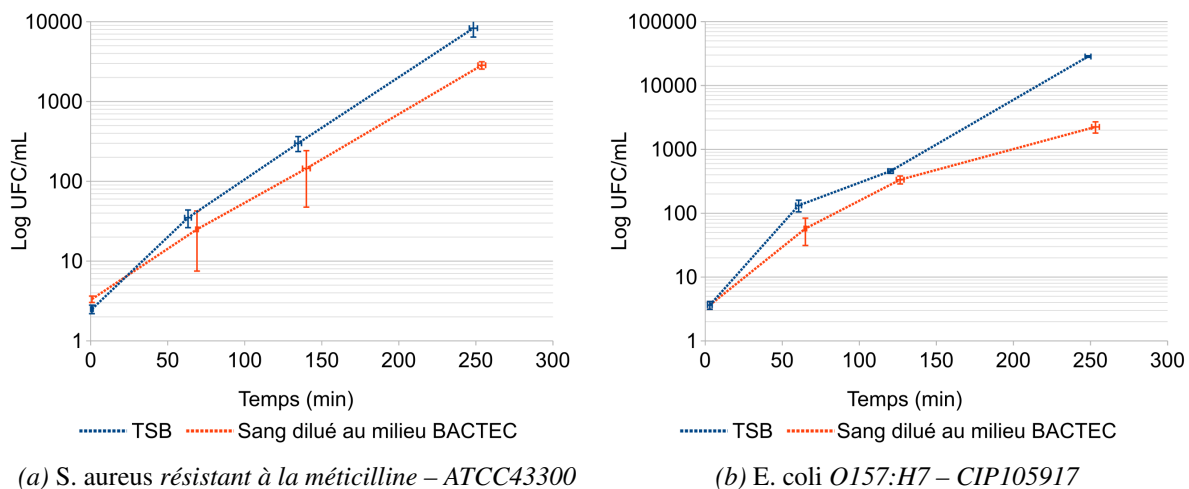 10000
1000
100
10
1
0 50 100 150 200 250 300
Log UFC/mL
Temps (min)
TSB Sang dilué au milieu BACTEC
(a) S. aureus résistant à la méticilline – ATCC43300
100000
10000
1000
100
10
1
0 50 100 150 200 250 300
Log UFC/mL
Temps (min)
TSB Sang dilué au milieu BACTEC
(b) E. coli O157:H7 – CIP105917